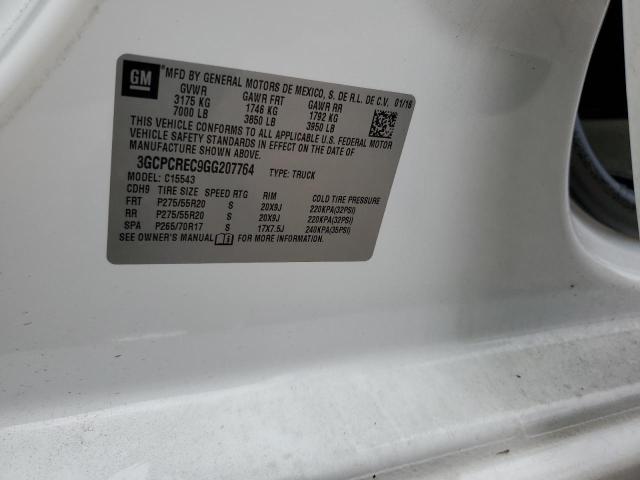 GM
®MFD BY GENERAL MOTORS DE MEXICO, S. DE R.L. DE C.V. 01/16
GVWR GAWR FRT GAWR RR
3175 KG 1746 KG 1792 KG
7000 LB 3850 LB 3950 LB
THIS VEHICLE CONFORMS TO ALL APPLICABLE U.S. FEDERAL MOTOR
VEHICLE SAFETY STANDARDS IN EFFECT ON THE DATE OF
MANUFACTURE SHOWN ABOVE.
3GCPCREC9GG207764 TYPE: TRUCK
MODEL: C15543
CDH9 TIRE SIZE SPEED RTG RIM COLD TIRE PRESSURE
FRT P275/55R20 S 20X9J 220KPA(32PSI)
RR P275/55R20 S 20X9J 220KPA(32PSI)
SPA P265/70R17 S 17X7.5J 240KPA(35PSI)
SEE OWNER'S MANUAL FOR MORE INFORMATION.